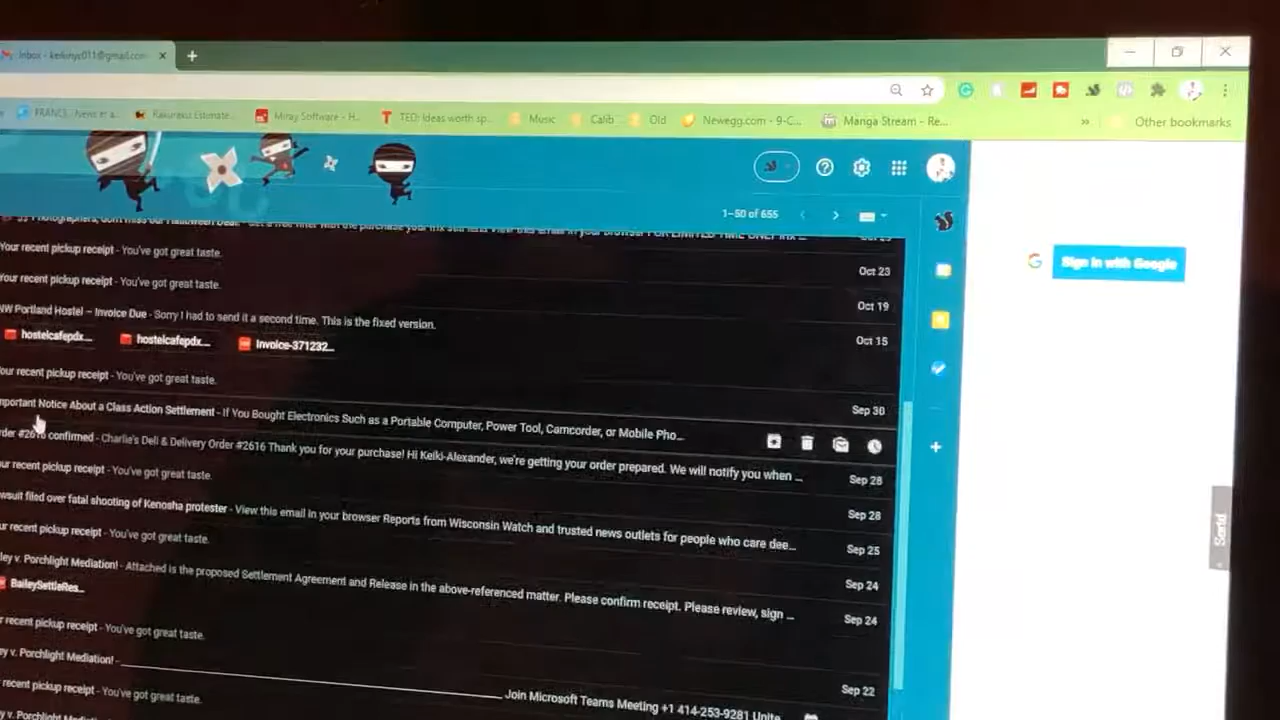 Inbox - keikinyc011@gmail.com
FRANCE - News et a...
Rakuraku Estimate...
Miray Software - H...
TED: Ideas worth sp...
Music
Calib
Old
Newegg.com - 9-C...
Manga Stream - Re...
»
Other bookmarks
1–50 of 655
Your recent pickup receipt - You've got great taste.
Oct 23
Your recent pickup receipt - You've got great taste.
Oct 19
NW Portland Hostel – Invoice Due - Sorry I had to send it a second time. This is the fixed version.
Oct 15
hostelcafepdx...
hostelcafepdx...
Invoice-371232...
our recent pickup receipt - You've got great taste.
Sep 30
mportant Notice About a Class Action Settlement - If You Bought Electronics Such as a Portable Computer, Power Tool, Camcorder, or Mobile Pho...
rder #2616 confirmed - Charlie's Deli & Delivery Order #2616 Thank you for your purchase! Hi Keiki-Alexander, we're getting your order prepared. We will notify you when ...
Sep 28
ur recent pickup receipt - You've got great taste.
Sep 28
wsuit filed over fatal shooting of Kenosha protester - View this email in your browser Reports from Wisconsin Watch and trusted news outlets for people who care dee...
Sep 25
ur recent pickup receipt - You've got great taste.
Sep 24
ley v. Porchlight Mediation! - Attached is the proposed Settlement Agreement and Release in the above-referenced matter. Please confirm receipt. Please review, sign ...
Sep 24
BaileySettleRes...
r recent pickup receipt - You've got great taste.
ey v. Porchlight Mediation! - Join Microsoft Teams Meeting +1 414-253-9281 Unite
Sep 22
recent pickup receipt - You've got great taste.
y v. Porchlight Mediation!
Sign in with Google
Send